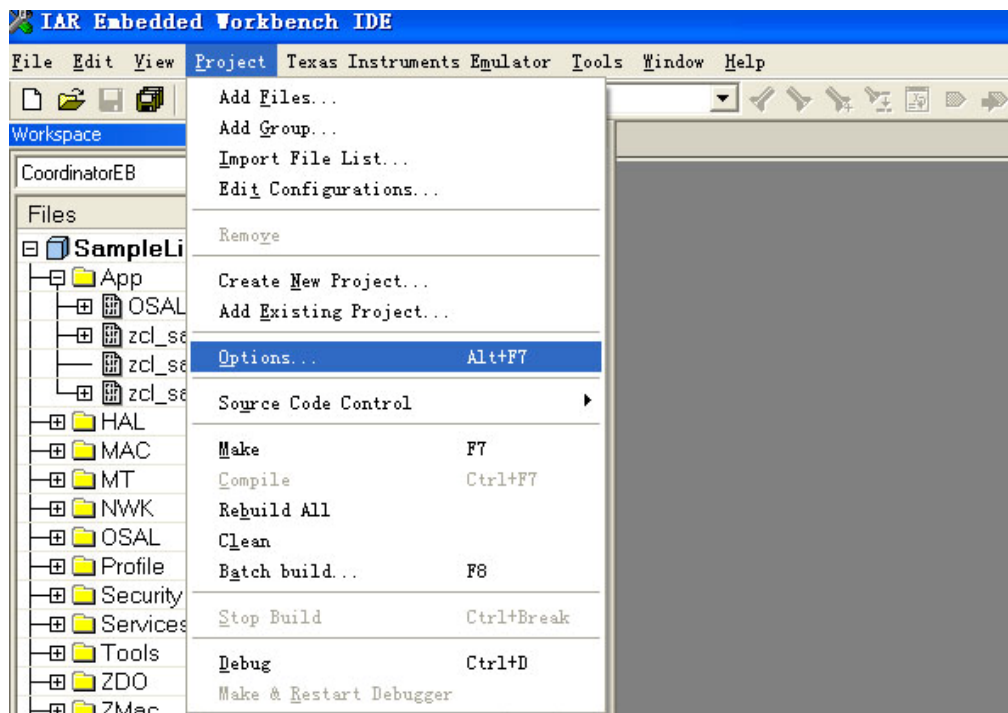 IAR Embedded Workbench IDE
File Edit View Project Texas Instruments Emulator Tools Window Help
Workspace
CoordinatorEB
Files
SampleLi
App
OSAL
zcl_sa
zcl_sa
zcl_sa
HAL
MAC
MT
NWK
OSAL
Profile
Security
Services
Tools
ZDO
ZMac
Add Files...
Add Group...
Import File List...
Edit Configurations...
Remove
Create New Project...
Add Existing Project...
Options... Alt+F7
Source Code Control
Make F7
Compile Ctrl+F7
Rebuild All
Clean
Batch build... F8
Stop Build Ctrl+Break
Debug Ctrl+D
Make & Restart Debugger